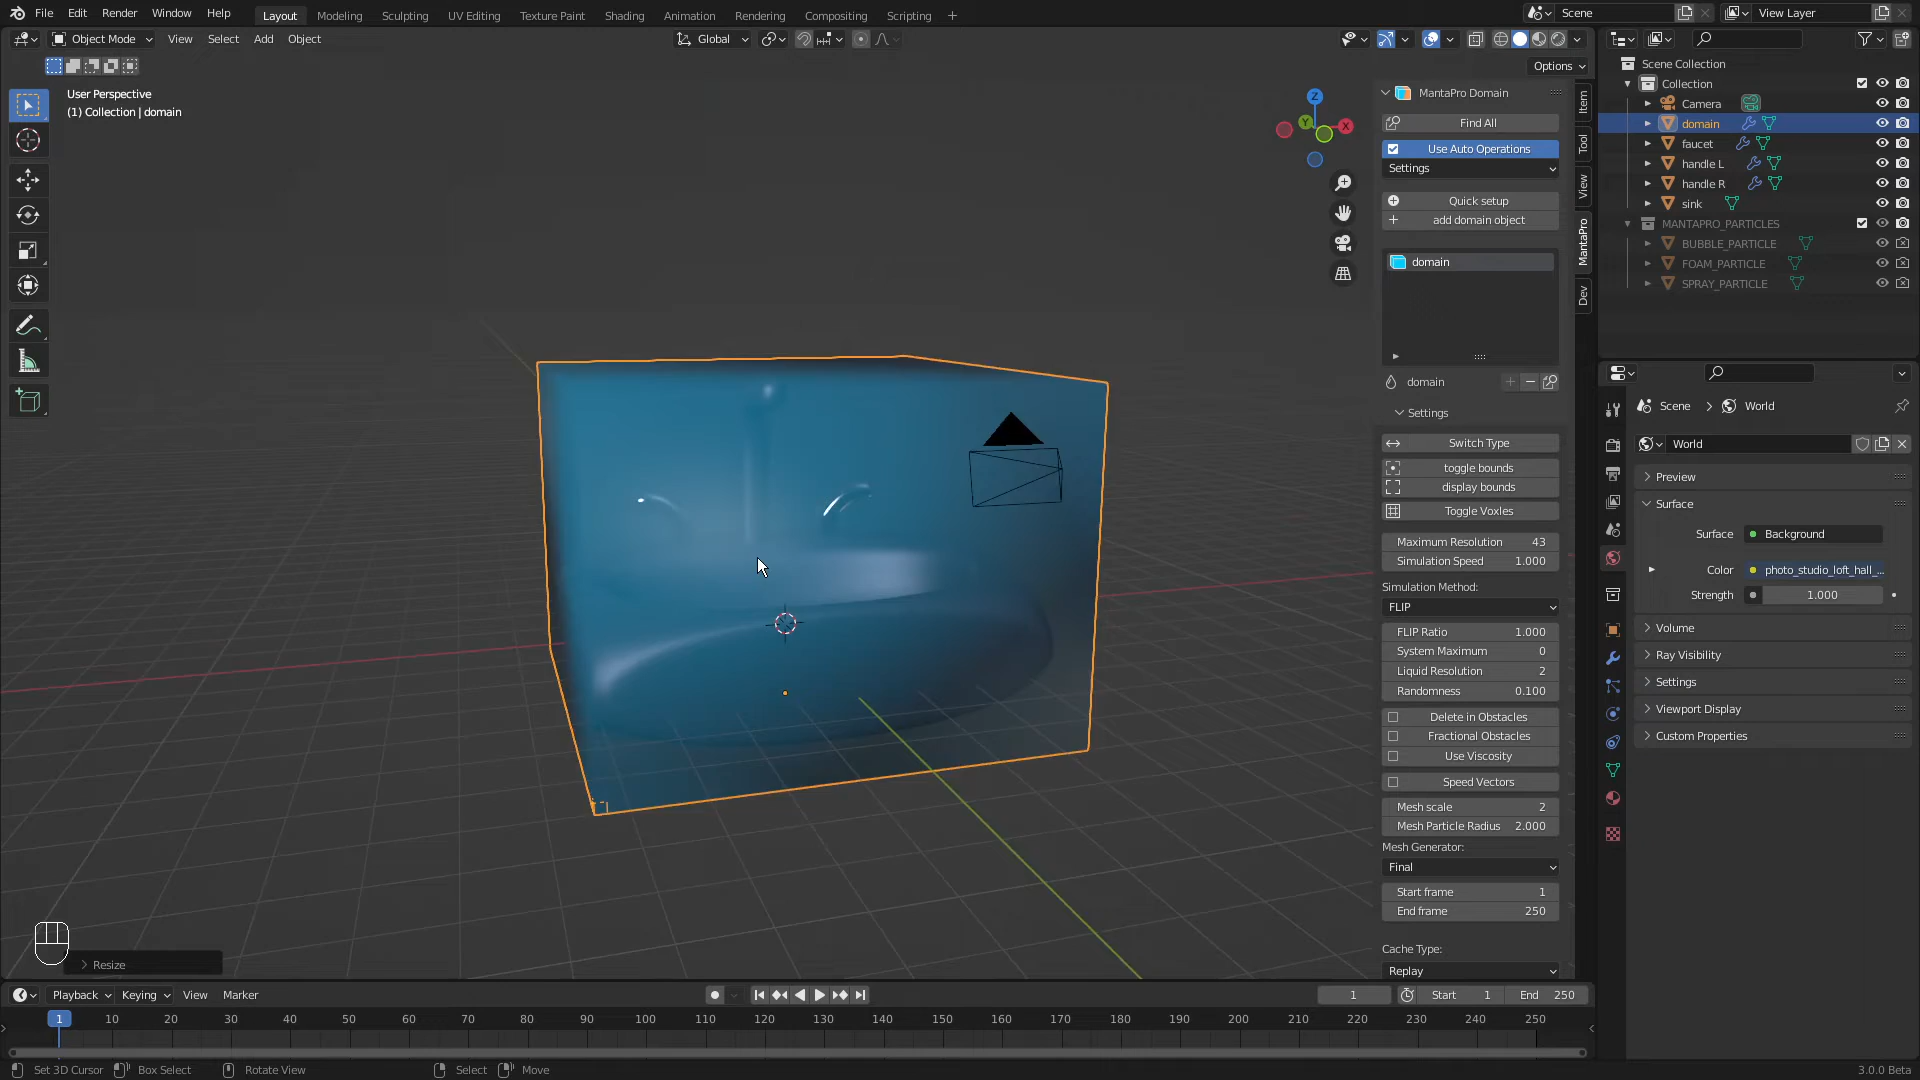 File Edit Render Window Help Layout Modeling Sculpting UV Editing Texture Paint Shading Animation Rendering Compositing Scripting Scene View Layer
Object Mode View Select Add Object Global
Options
User Perspective
(1) Collection | domain
MantaPro Domain
Find All
Use Auto Operations
Settings
Quick setup
add domain object
domain
domain
Settings
Switch Type
toggle bounds
display bounds
Toggle Voxles
Maximum Resolution 43
Simulation Speed 1.000
Simulation Method:
FLIP
FLIP Ratio 1.000
System Maximum 0
Liquid Resolution 2
Randomness 0.100
Delete in Obstacles
Fractional Obstacles
Use Viscosity
Speed Vectors
Mesh scale 2
Mesh Particle Radius 2.000
Mesh Generator:
Final
Start frame 1
End frame 250
Cache Type:
Replay
Item
Tool
View
MantaPro
Dev
X
Y
Z
Scene Collection
Collection
Camera
domain
faucet
handle L
handle R
sink
MANTAPRO_PARTICLES
BUBBLE_PARTICLE
FOAM_PARTICLE
SPRAY_PARTICLE
Scene World
World
Preview
Surface
Surface Background
Color photo_studio_loft_hall_...
Strength 1.000
Volume
Ray Visibility
Settings
Viewport Display
Custom Properties
Resize
Playback Keying View Marker 1 Start 1 End 250
1 10 20 30 40 50 60 70 80 90 100 110 120 130 140 150 160 170 180 190 200 210 220 230 240 250
Set 3D Cursor Box Select Rotate View Select Move 3.0.0 Beta